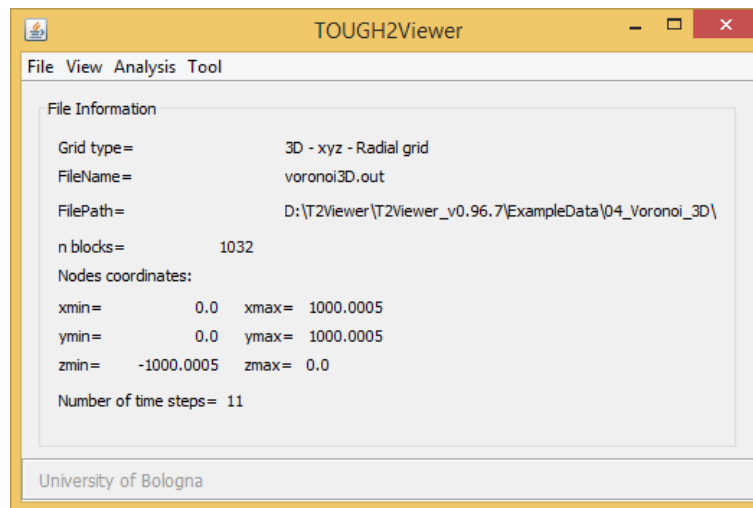 TOUGH2Viewer
File View Analysis Tool
File Information
Grid type= 3D - xyz - Radial grid
FileName= voronoi3D.out
FilePath= D:\T2Viewer\T2Viewer_v0.96.7\ExampleData\04_Voronoi_3D\
n blocks= 1032
Nodes coordinates:
xmin= 0.0 xmax= 1000.0005
ymin= 0.0 ymax= 1000.0005
zmin= -1000.0005 zmax= 0.0
Number of time steps= 11
University of Bologna